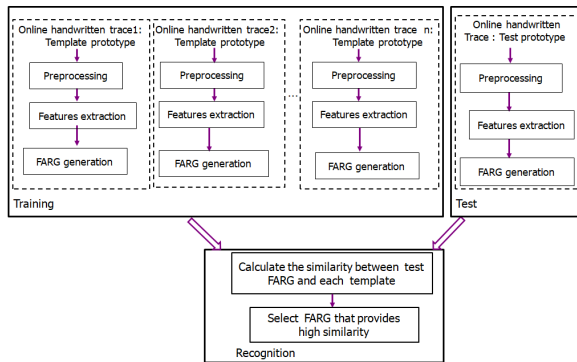 Online handwritten trace1:
Template prototype
Preprocessing
Features extraction
FARG generation
Online handwritten trace2:
Template prototype
Preprocessing
Features extraction
FARG generation
...
Online handwritten trace n:
Template prototype
Preprocessing
Features extraction
FARG generation
Training
Online handwritten
Trace : Test prototype
Preprocessing
Features extraction
FARG generation
Test
Calculate the similarity between test
FARG and each template
Select FARG that provides
high similarity
Recognition